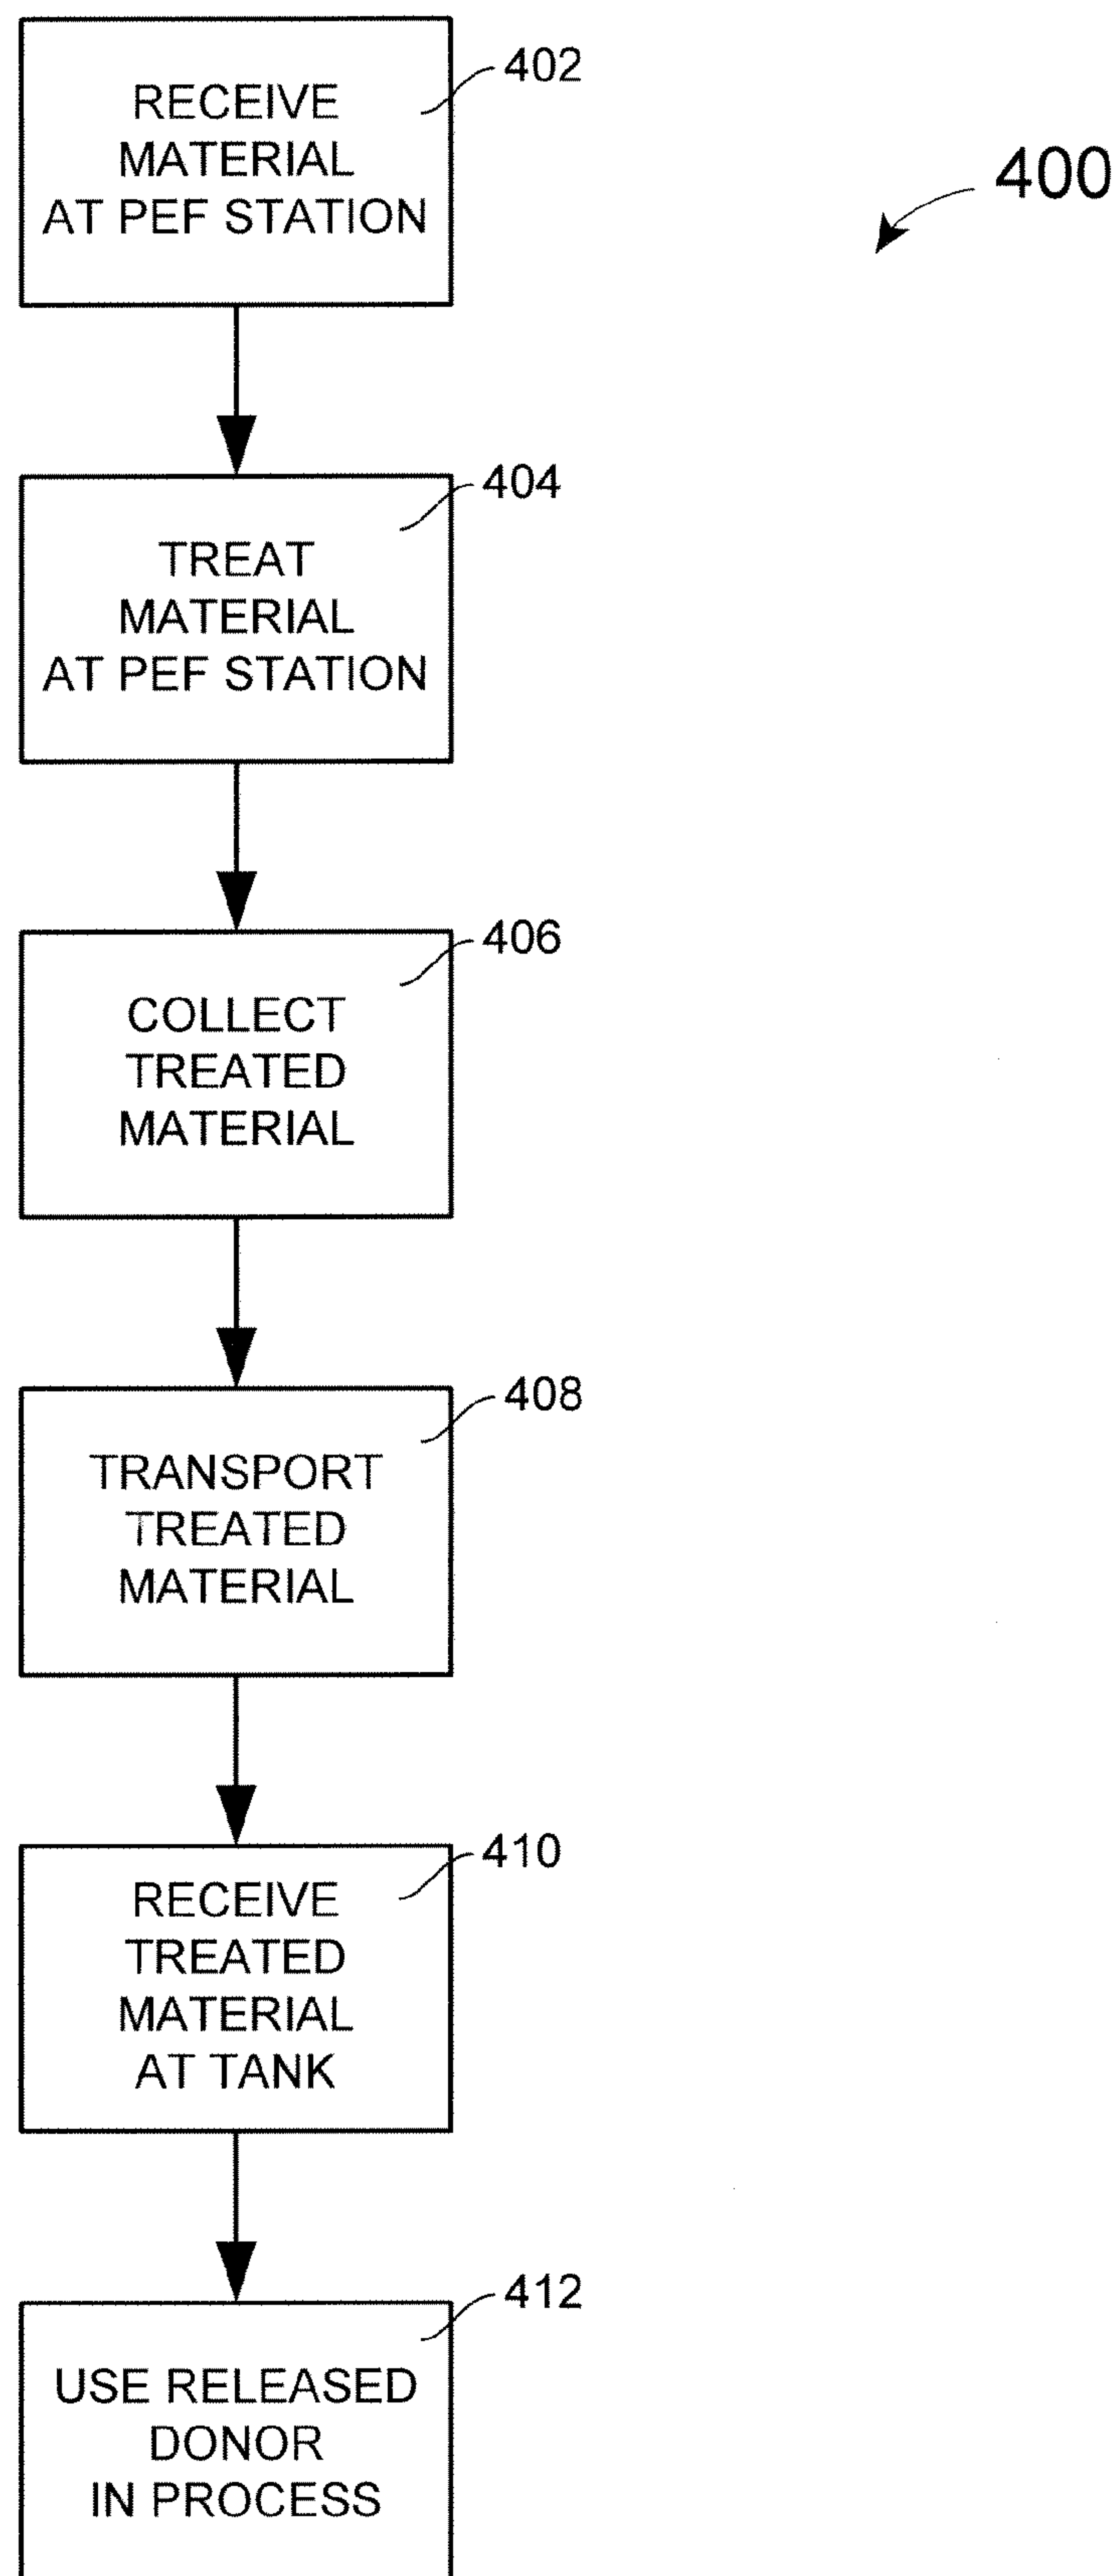 402
RECEIVE
MATERIAL
AT PEF STATION
400
404
TREAT
MATERIAL
AT PEF STATION
406
COLLECT
TREATED
MATERIAL
408
TRANSPORT
TREATED
MATERIAL
410
RECEIVE
TREATED
MATERIAL
AT TANK
412
USE RELEASED
DONOR
IN PROCESS